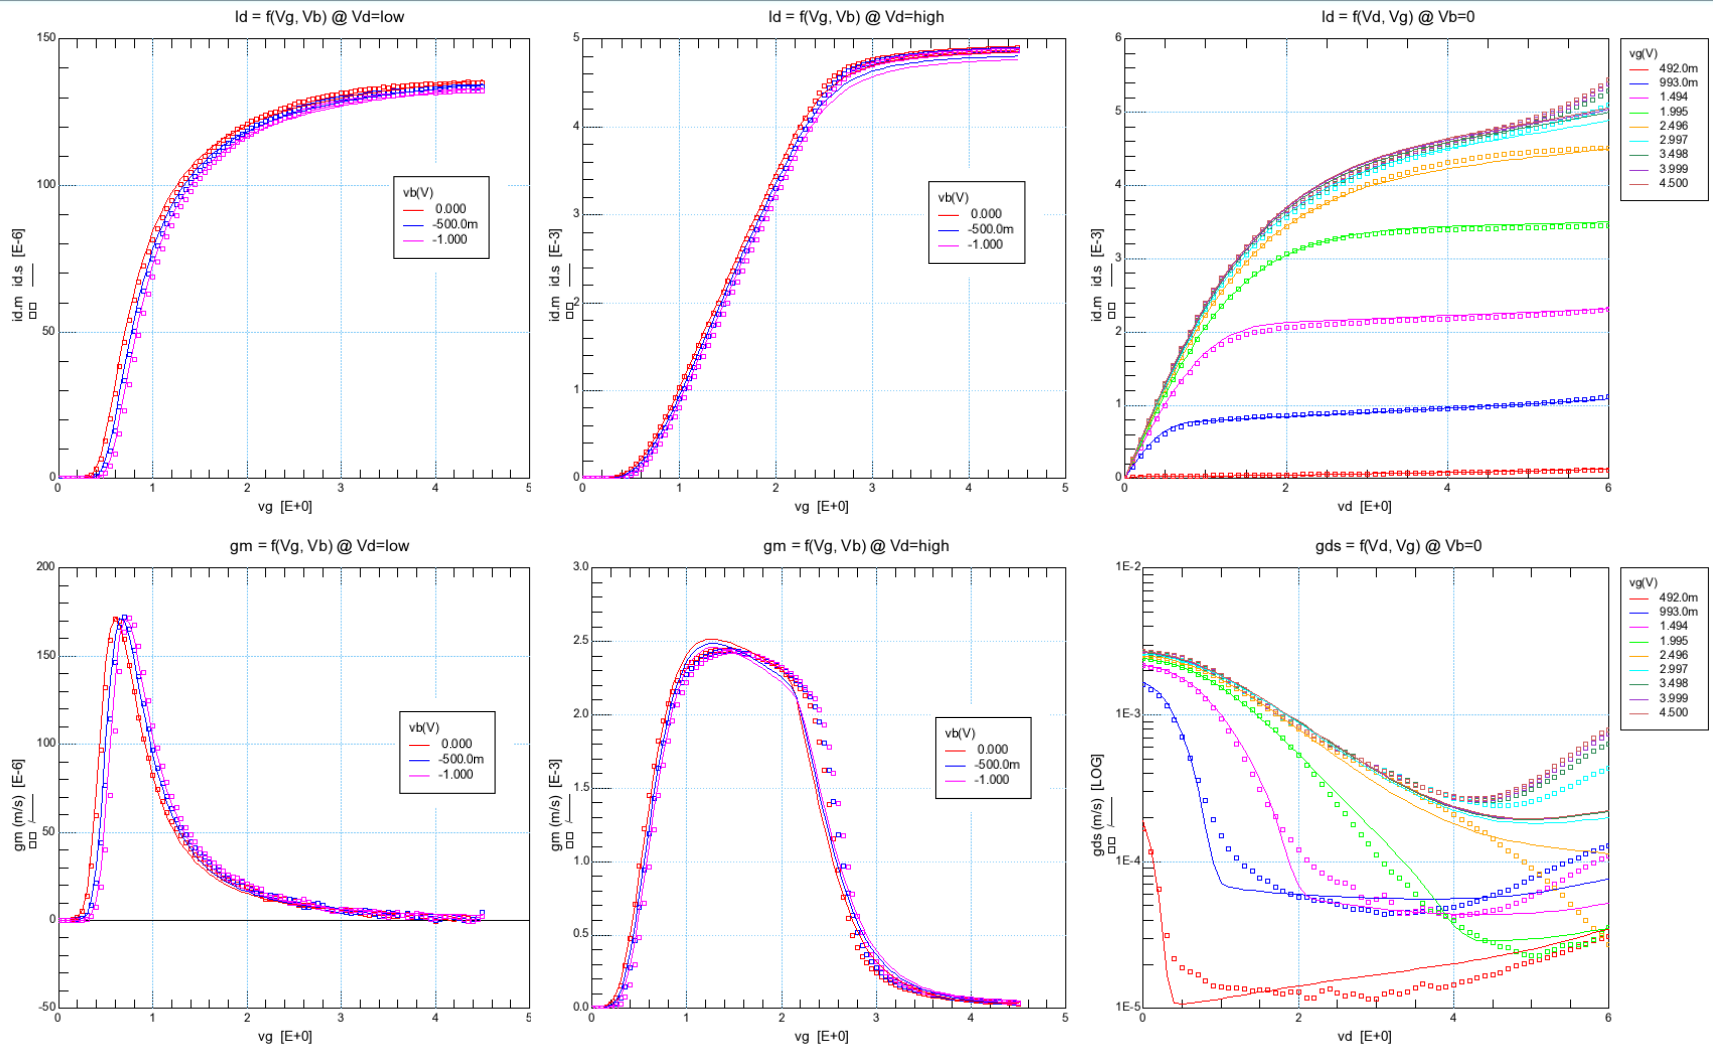 Id = f(Vg, Vb) @ Vd=low
150
100
50
0
0 1 2 3 4 5
id.m id.s [E-6]
vg [E+0]
vb(V)
0.000
-500.0m
-1.000
Id = f(Vg, Vb) @ Vd=high
5
4
3
2
1
0
0 1 2 3 4 5
id.m id.s [E-3]
vg [E+0]
vb(V)
0.000
-500.0m
-1.000
Id = f(Vd, Vg) @ Vb=0
6
5
4
3
2
1
0
0 2 4 6
id.m id.s [E-3]
vd [E+0]
vg(V)
492.0m
993.0m
1.494
1.995
2.496
2.997
3.498
3.999
4.500
gm = f(Vg, Vb) @ Vd=low
200
150
100
50
0
-50
0 1 2 3 4 5
gm (m/s) [E-6]
vg [E+0]
vb(V)
0.000
-500.0m
-1.000
gm = f(Vg, Vb) @ Vd=high
3.0
2.5
2.0
1.5
1.0
0.5
0.0
0 1 2 3 4 5
gm (m/s) [E-3]
vg [E+0]
vb(V)
0.000
-500.0m
-1.000
gds = f(Vd, Vg) @ Vb=0
1E-2
1E-3
1E-4
1E-5
0 2 4 6
gds (m/s) [LOG]
vd [E+0]
vg(V)
492.0m
993.0m
1.494
1.995
2.496
2.997
3.498
3.999
4.500